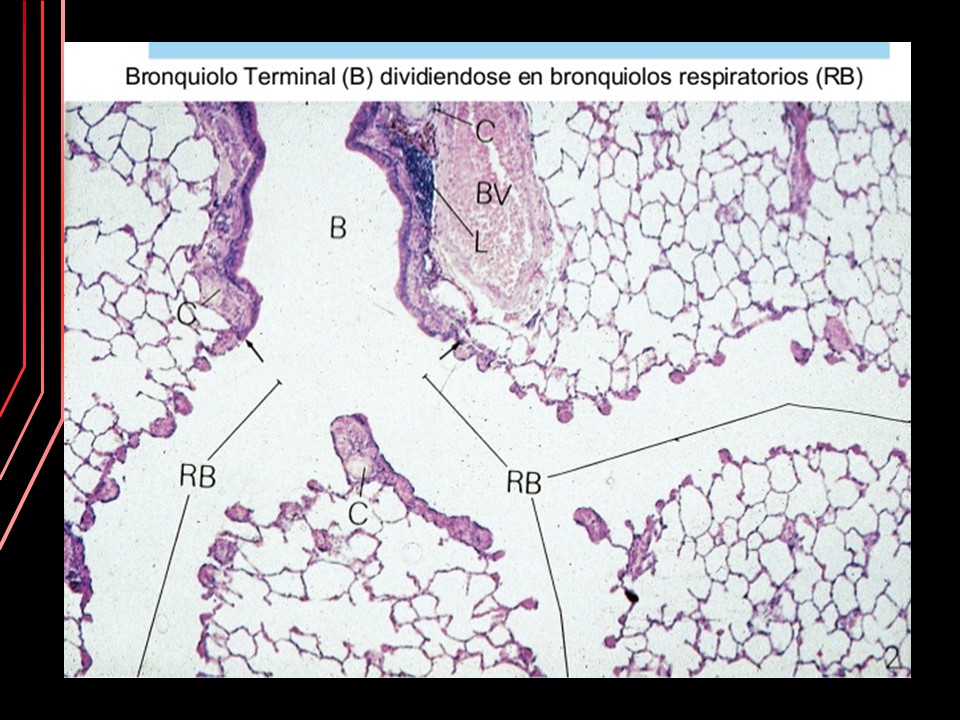 Bronquiolo Terminal (B) dividiendose en bronquiolos respiratorios (RB)
C
BV
B
L
C
RB
RB
C
2